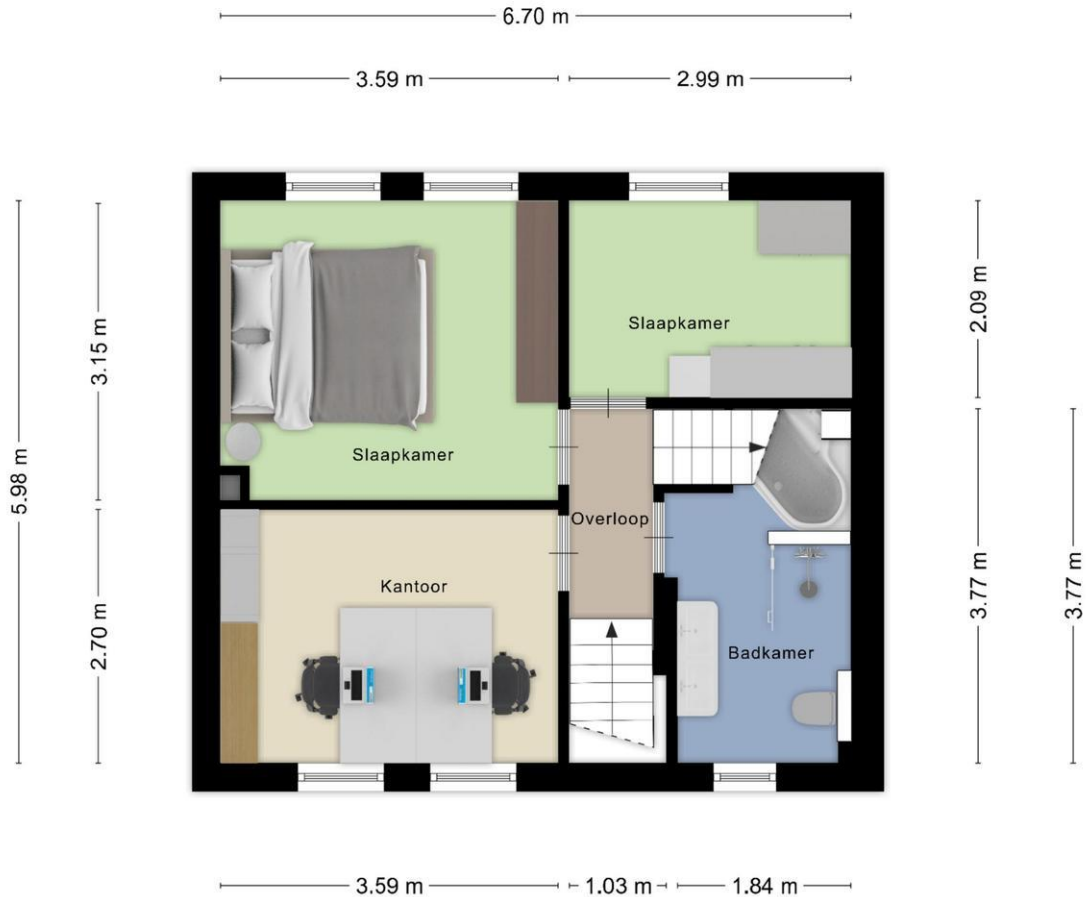 6.70 m
3.59 m
2.99 m
5.98 m
3.15 m
2.09 m
Slaapkamer
Slaapkamer
Overloop
Kantoor
Badkamer
2.70 m
3.77 m
3.77 m
3.59 m
1.03 m
1.84 m